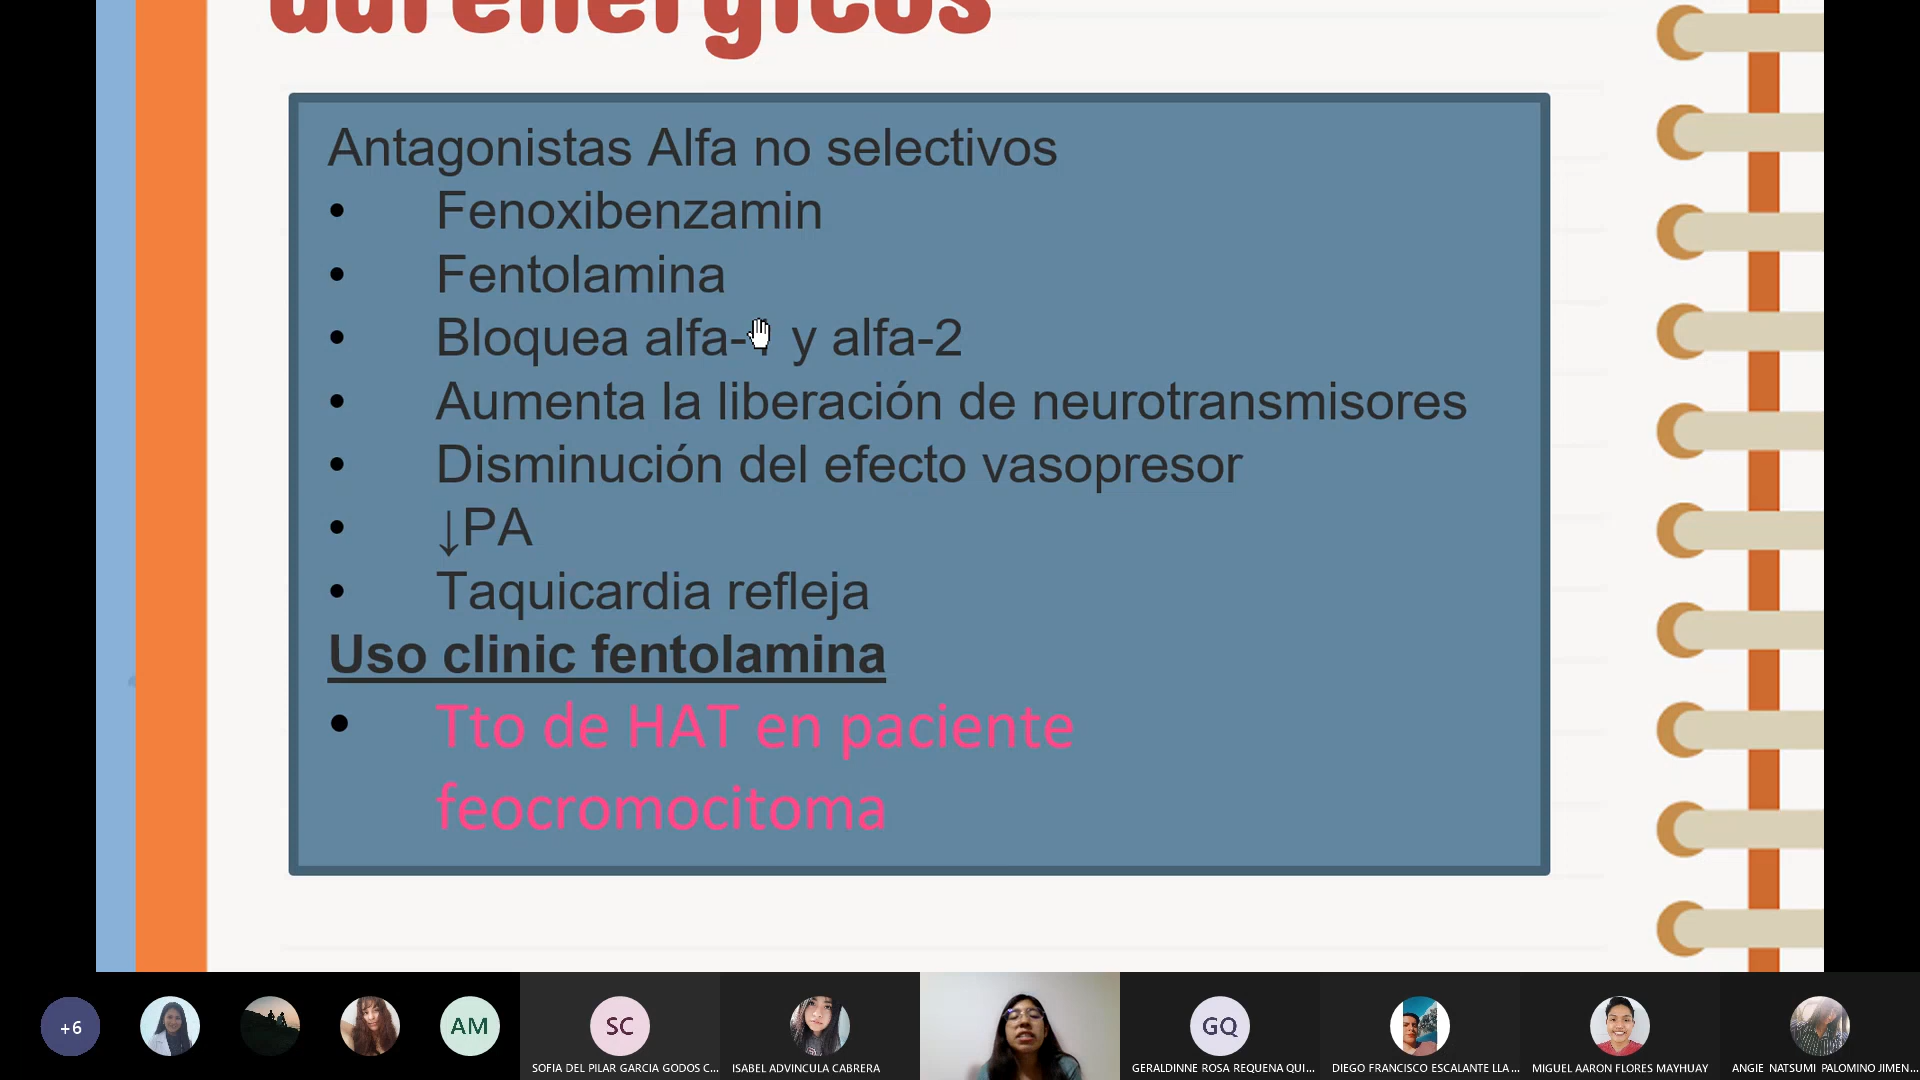 adrenérgicos
Antagonistas Alfa no selectivos
• Fenoxibenzamin
• Fentolamina
• Bloquea alfa-1 y alfa-2
• Aumenta la liberación de neurotransmisores
• Disminución del efecto vasopresor
• ↓PA
• Taquicardia refleja
Uso clinic fentolamina
• Tto de HAT en paciente
feocromocitoma
+6
AM
SC
GQ
SOFIA DEL PILAR GARCIA GODOS C...
ISABEL ADVINCULA CABRERA
GERALDINNE ROSA REQUENA QUI...
DIEGO FRANCISCO ESCALANTE LLA...
MIGUEL AARON FLORES MAYHUAY
ANGIE NATSUMI PALOMINO JIMEN...